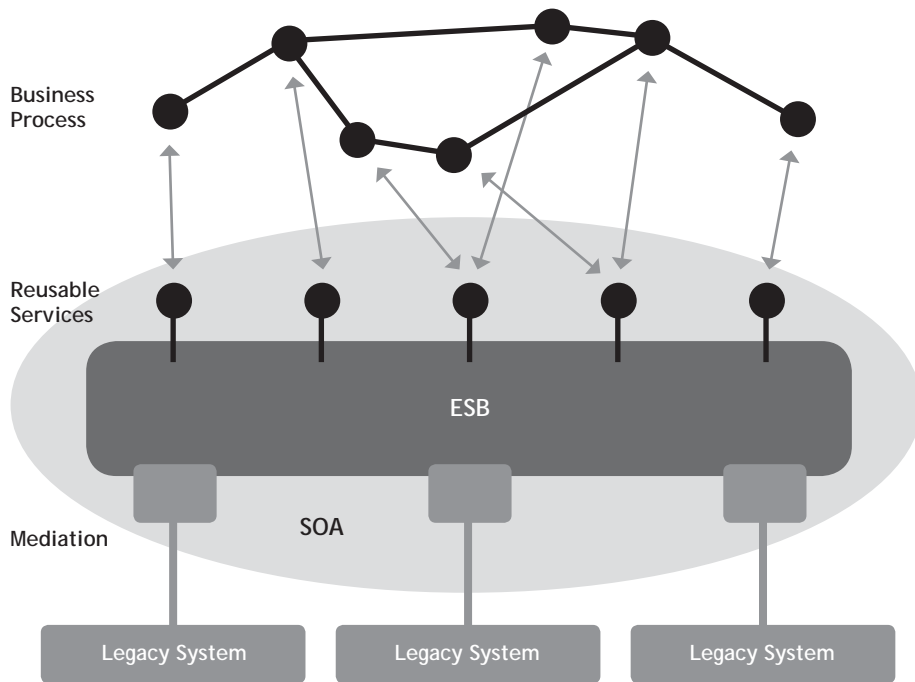 Business
Process
Reusable
Services
ESB
SOA
Mediation
Legacy System
Legacy System
Legacy System